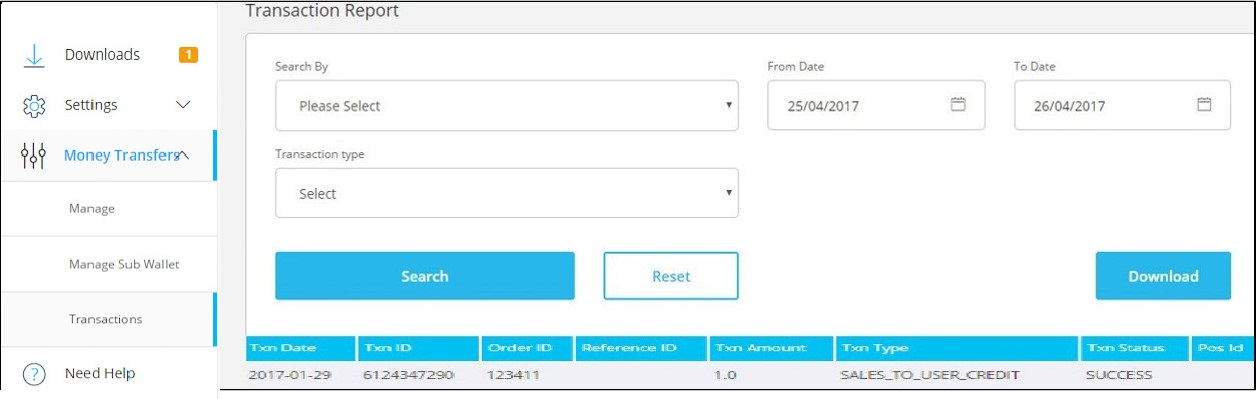 Transaction Report
Downloads 1
Settings
Money Transfers
Manage
Manage Sub Wallet
Transactions
? Need Help
Search By
Please Select
From Date
25/04/2017
To Date
26/04/2017
Transaction type
Select
Search Reset Download
Txn Date Txn ID Order ID Reference ID Txn Amount Txn Type Txn Status Pos Id
2017-01-29 6124347290 123411 1.0 SALES_TO_USER_CREDIT SUCCESS